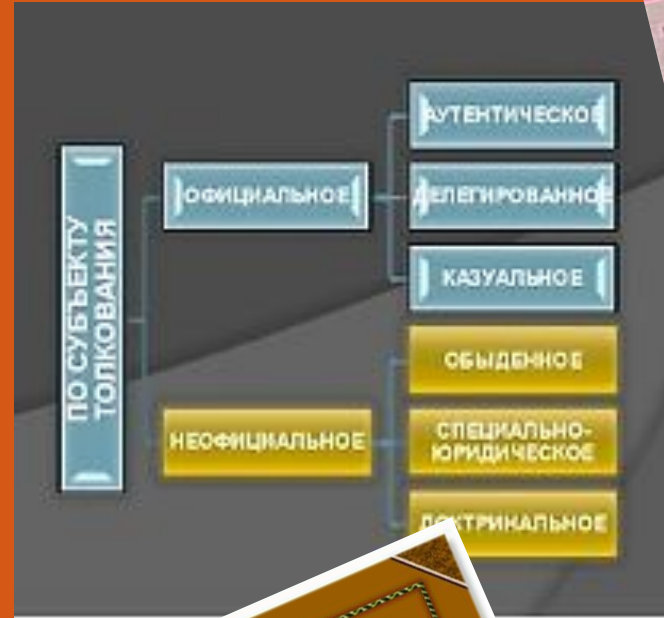 ПО СУБЪЕКТУ
ТОЛКОВАНИЯ
ОФИЦИАЛЬНОЕ
АУТЕНТИЧЕСКОЕ
ДЕЛЕГИРОВАННОЕ
КАЗУАЛЬНОЕ
НЕОФИЦИАЛЬНОЕ
ОБЫДЕННОЕ
СПЕЦИАЛЬНО-
ЮРИДИЧЕСКОЕ
ДОКТРИНАЛЬНОЕ